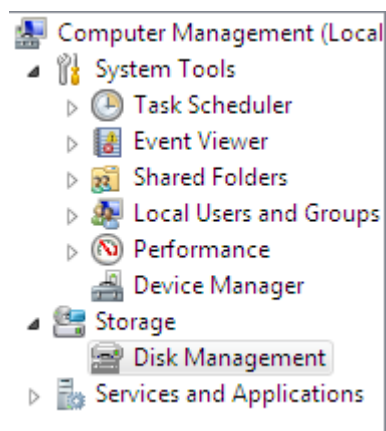 Computer Management (Local
System Tools
Task Scheduler
Event Viewer
Shared Folders
Local Users and Groups
Performance
Device Manager
Storage
Disk Management
Services and Applications